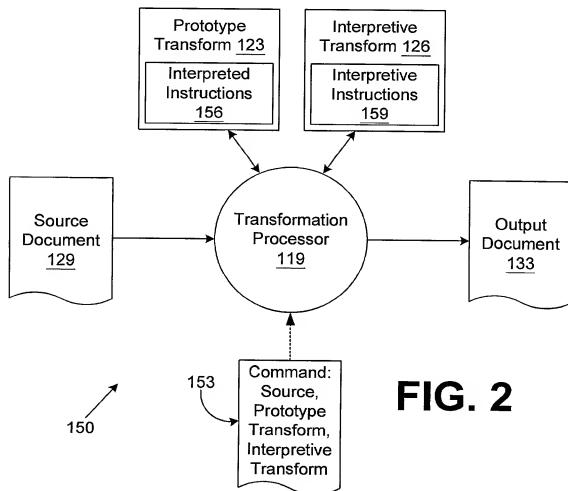 Prototype
Transform 123
Interpreted
Instructions
156
Interpretive
Transform 126
Interpretive
Instructions
159
Source
Document
129
Transformation
Processor
119
Output
Document
133
153
Command:
Source,
Prototype
Transform,
Interpretive
Transform
150
FIG. 2